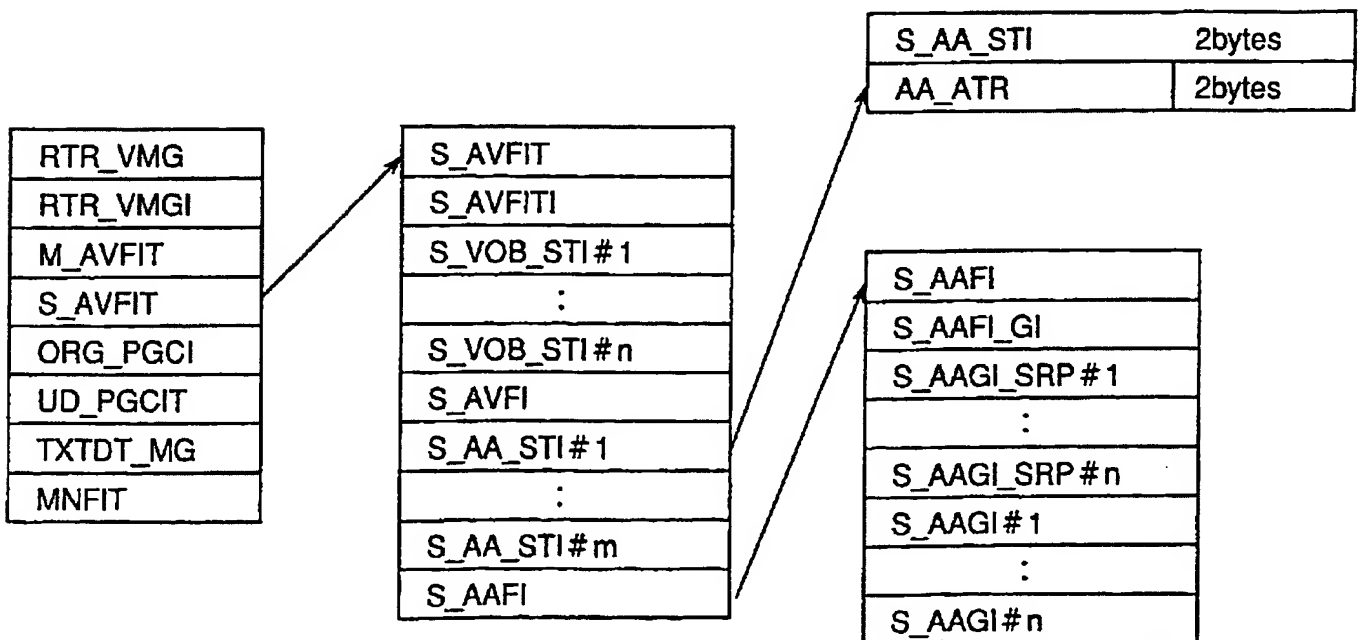 RTR_VMG
RTR_VMGI
M_AVFIT
S_AVFIT
ORG_PGCI
UD_PGCIT
TXTDT_MG
MNFIT
S_AVFIT
S_AVFITI
S_VOB_STI#1
:
S_VOB_STI#n
S_AVFI
S_AA_STI#1
:
S_AA_STI#m
S_AAFI
S_AA_STI 2bytes
AA_ATR 2bytes
S_AAFI
S_AAFI_GI
S_AAGI_SRP#1
:
S_AAGI_SRP#n
S_AAGI#1
:
S_AAGI#n